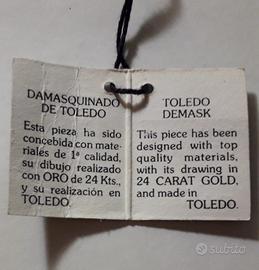 DAMASQUINADO
DE TOLEDO
Esta pieza ha sido
concebida con mate-
riales de 1ª calidad,
su dibujo realizado
con ORO de 24 Kts.,
y su realización en
TOLEDO.
TOLEDO
DEMASK
This piece has been
designed with top
quality materials,
with its drawing in
24 CARAT GOLD,
and made in
TOLEDO.
subito